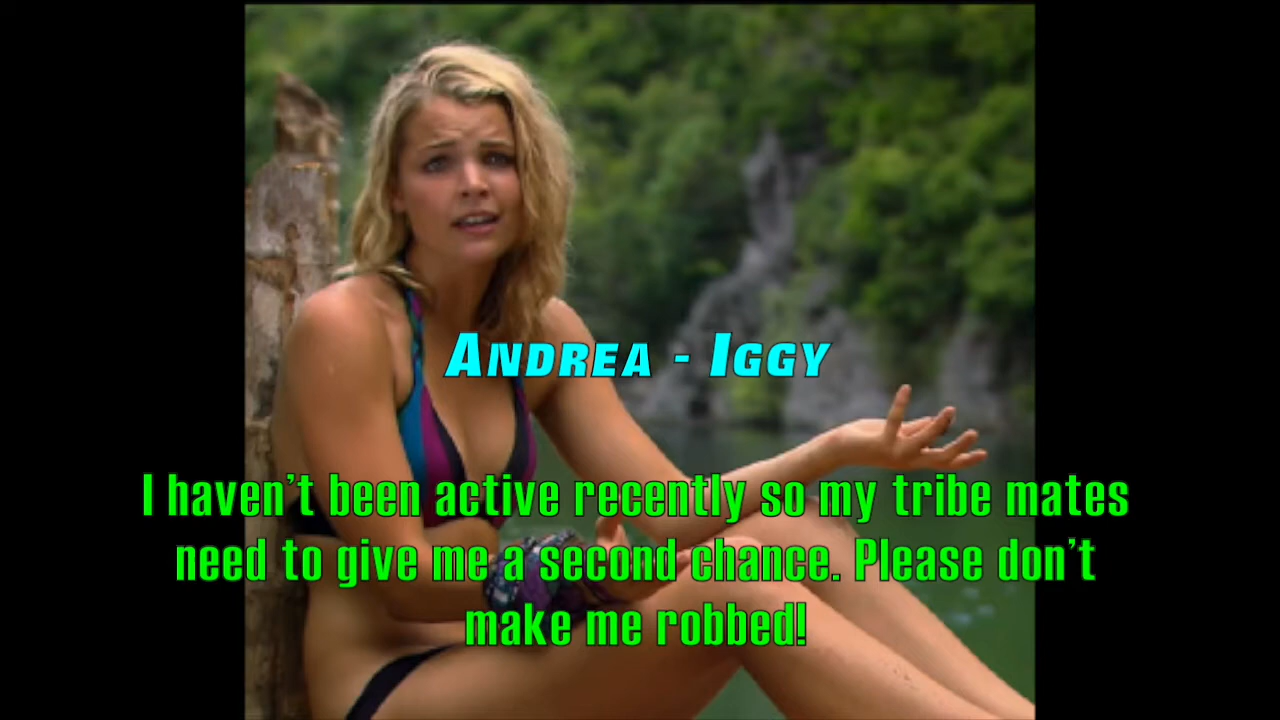 Andrea - Iggy
I haven't been active recently so my tribe mates
need to give me a second chance. Please don't
make me robbed!